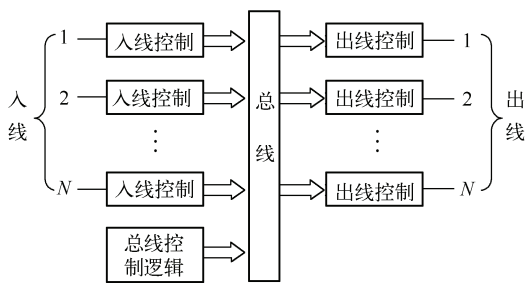 1 入线控制 出线控制 1
入线
2 入线控制 总线 出线控制 2
出线
⋮ ⋮
N 入线控制 出线控制 N
总线控
制逻辑